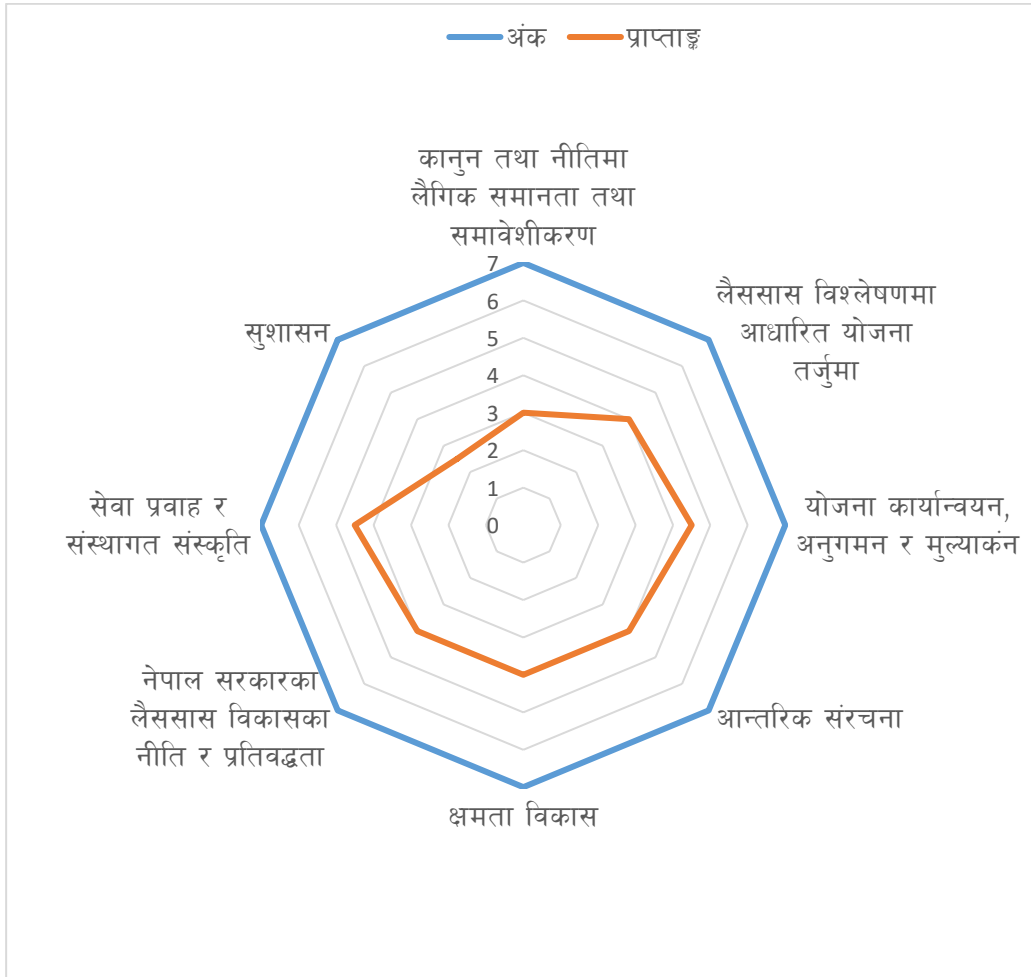 अंक प्राप्ताङ्क
कानुन तथा नीतिमा
लैगिक समानता तथा
समावेशीकरण
लैससास विश्लेषणमा
आधारित योजना
तर्जुमा
योजना कार्यान्वयन,
अनुगमन र मुल्याकंन
आन्तरिक संरचना
क्षमता विकास
नेपाल सरकारका
लैससास विकासका
नीति र प्रतिवद्धता
सेवा प्रवाह र
संस्थागत संस्कृति
सुशासन
7
6
5
4
3
2
1
0